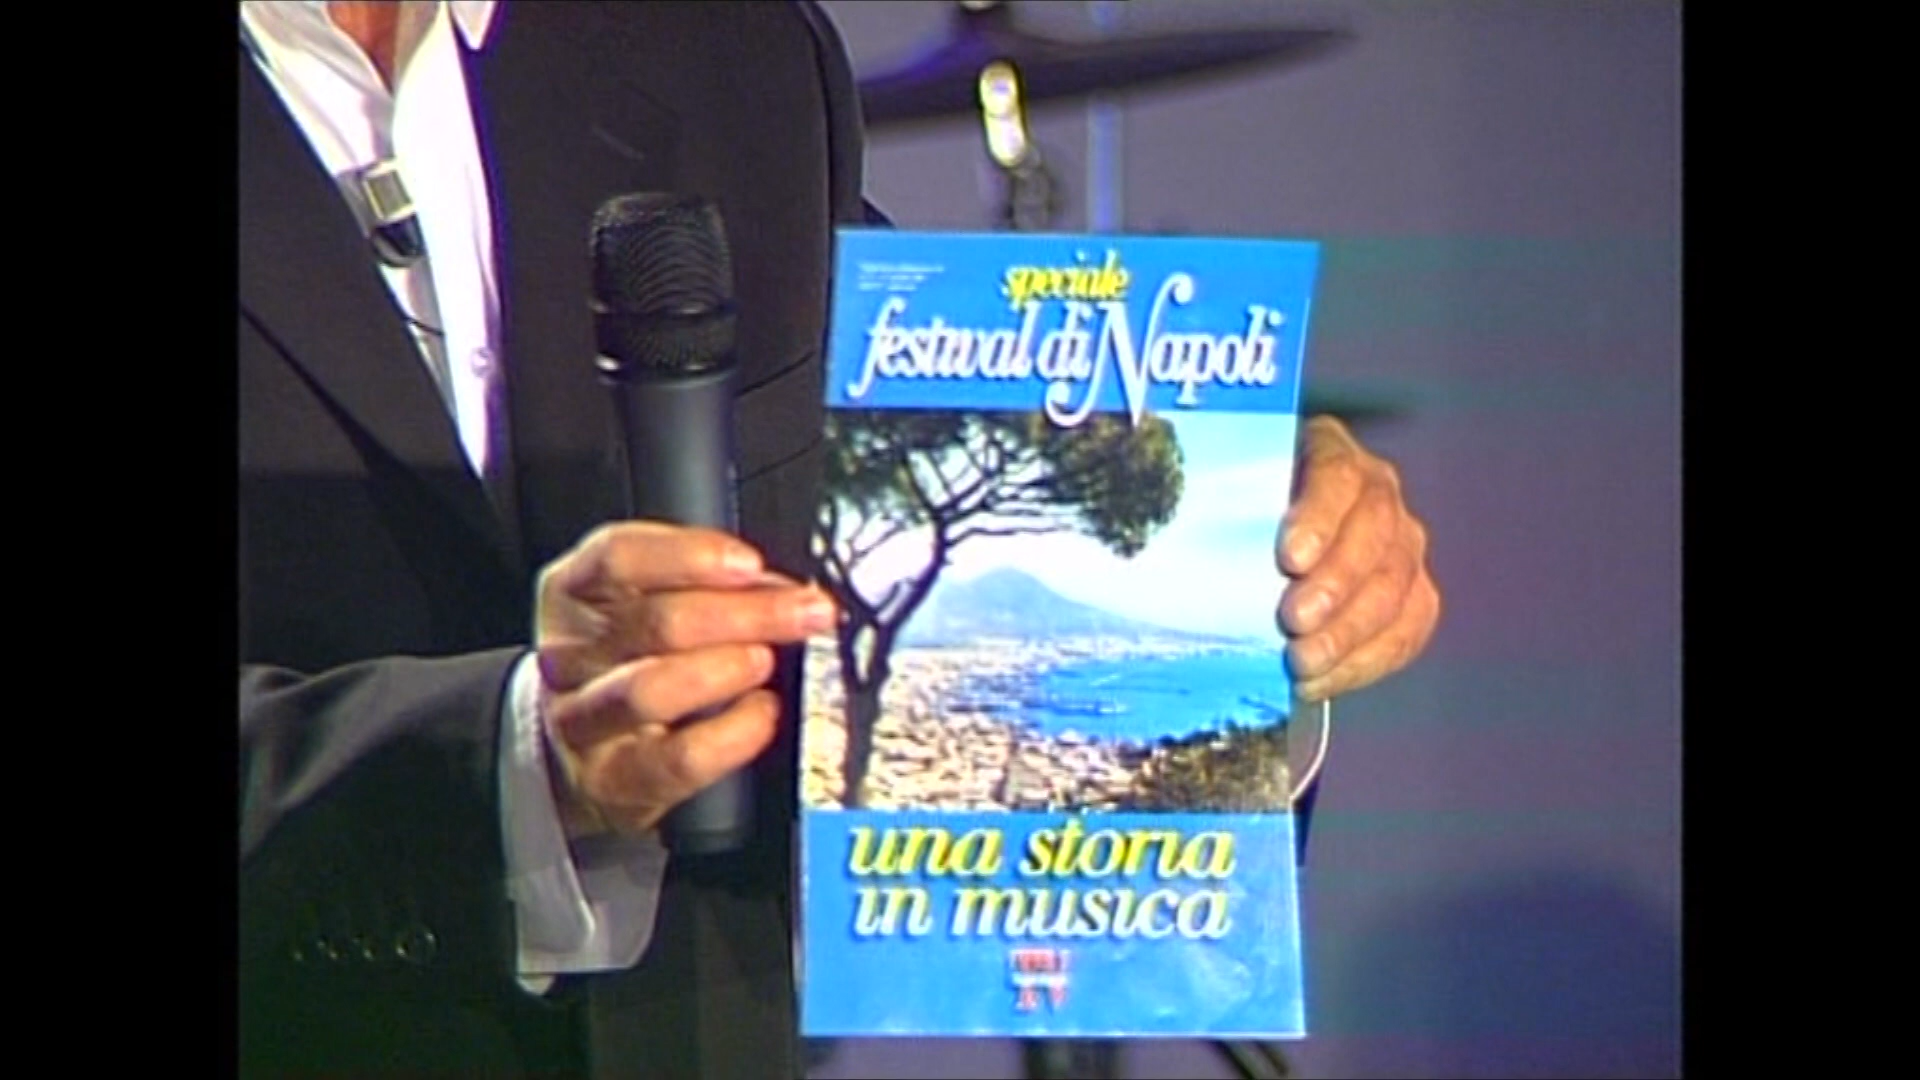 speciale
festival di Napoli
una storia
in musica